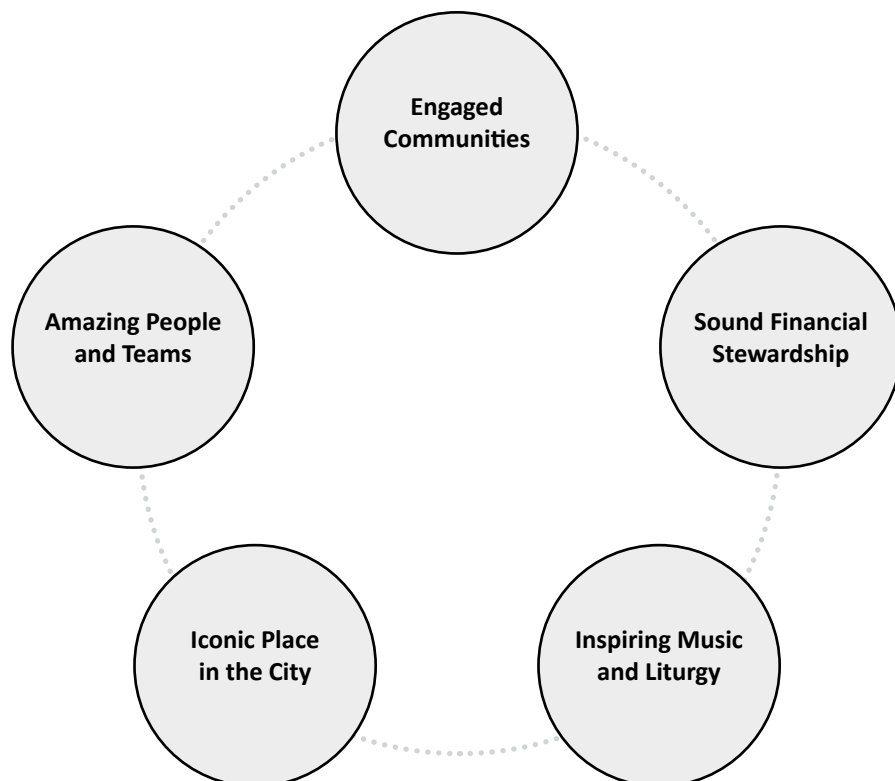 Engaged
Communities
Amazing People
and Teams
Sound Financial
Stewardship
Iconic Place
in the City
Inspiring Music
and Liturgy